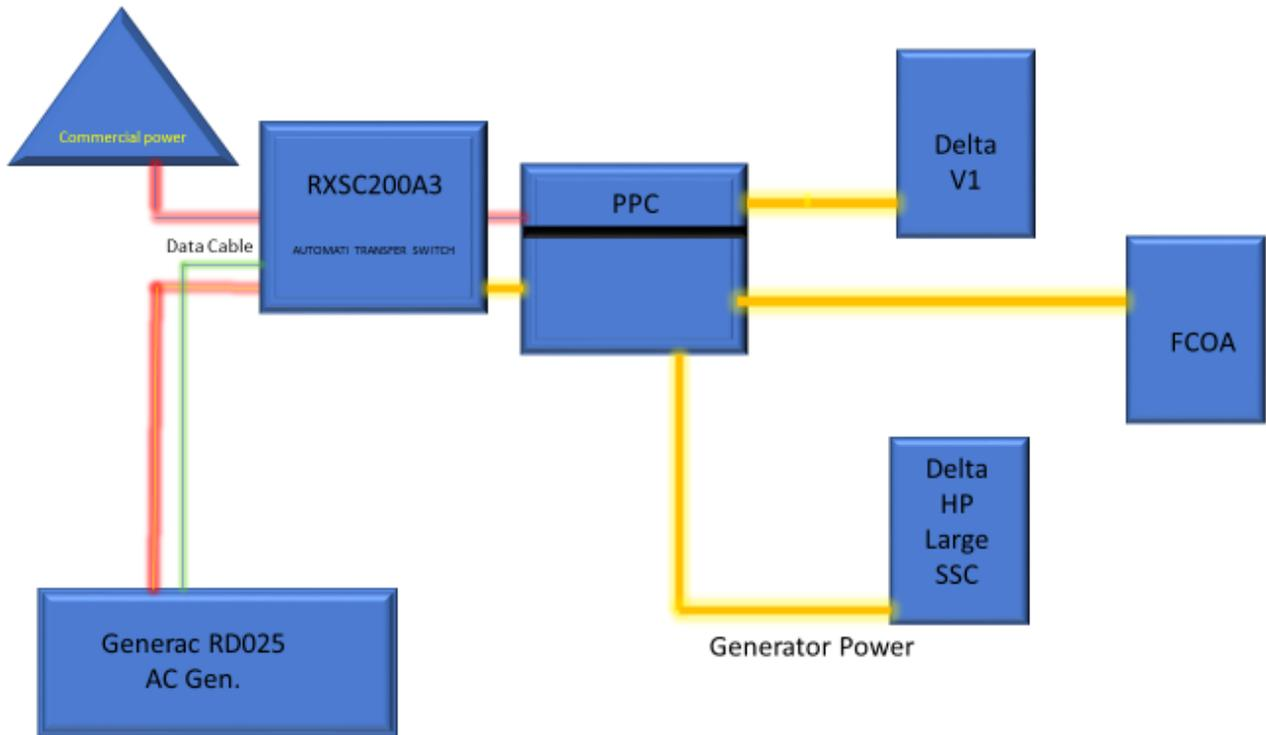 Commercial power
RXSC200A3
AUTOMATI TRANSFER SWITCH
Data Cable
PPC
Delta
V1
FCOA
Delta
HP
Large
SSC
Generator Power
Generac RD025
AC Gen.